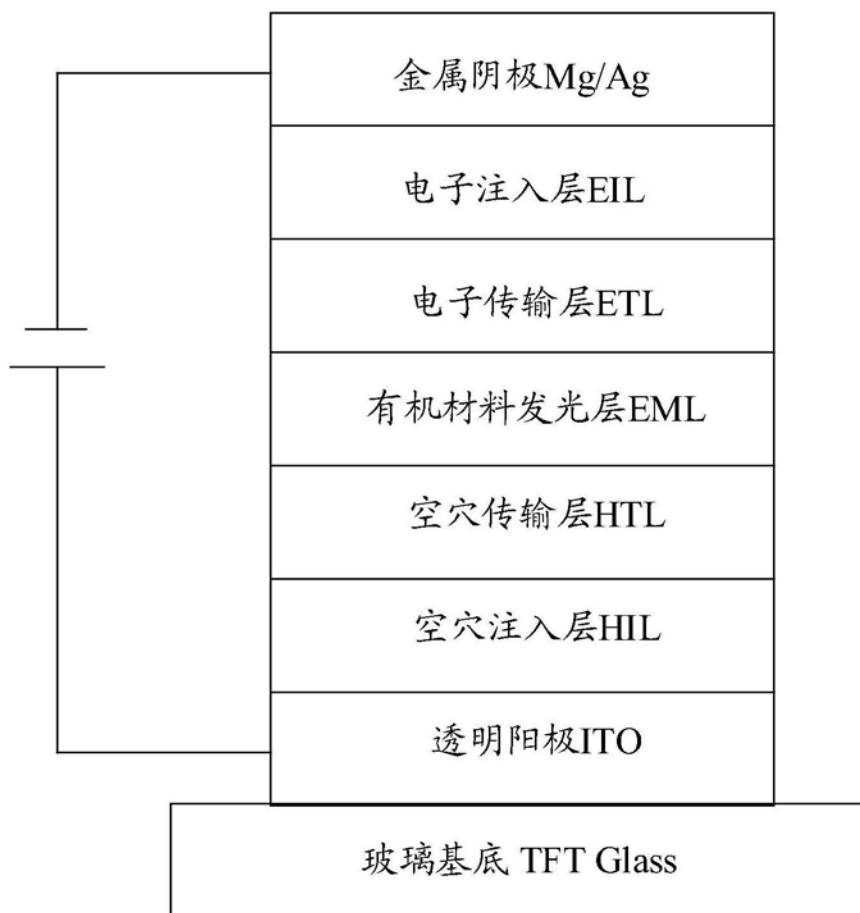 金属阴极Mg/Ag
电子注入层EIL
电子传输层ETL
有机材料发光层EML
空穴传输层HTL
空穴注入层HIL
透明阳极ITO
玻璃基底 TFT Glass